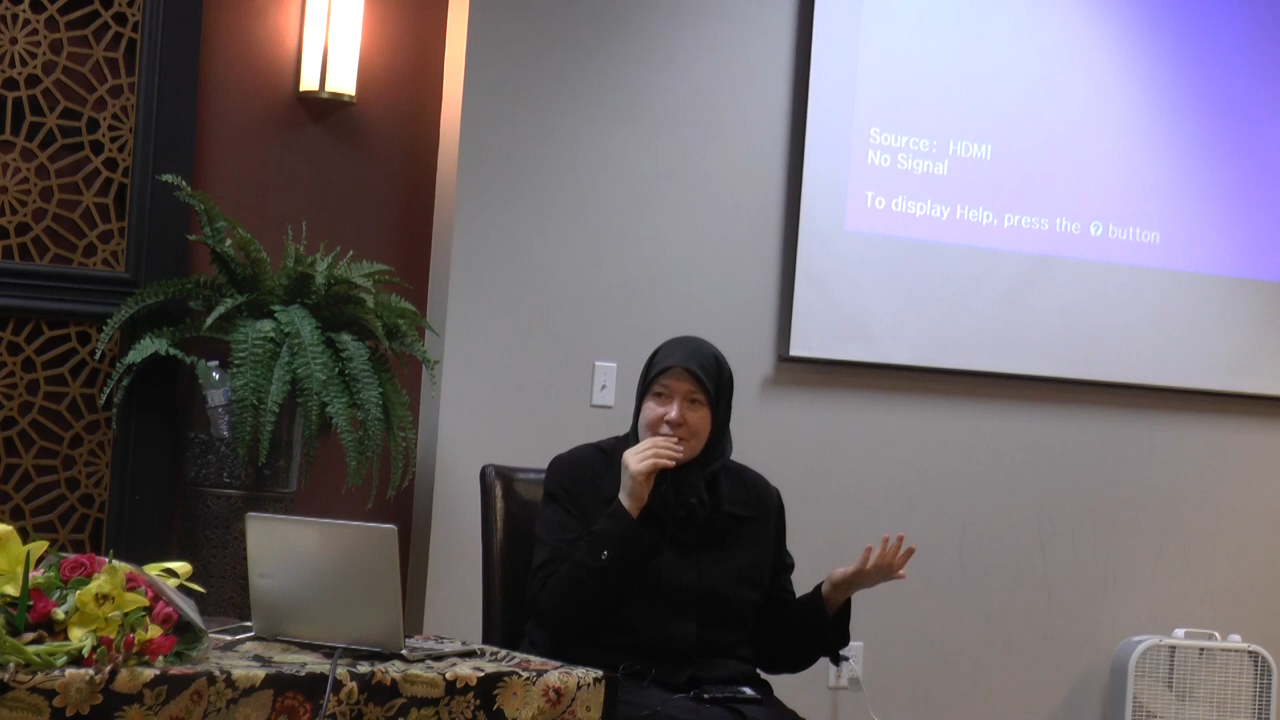 Source: HDMI
No Signal
To display Help, press the ? button